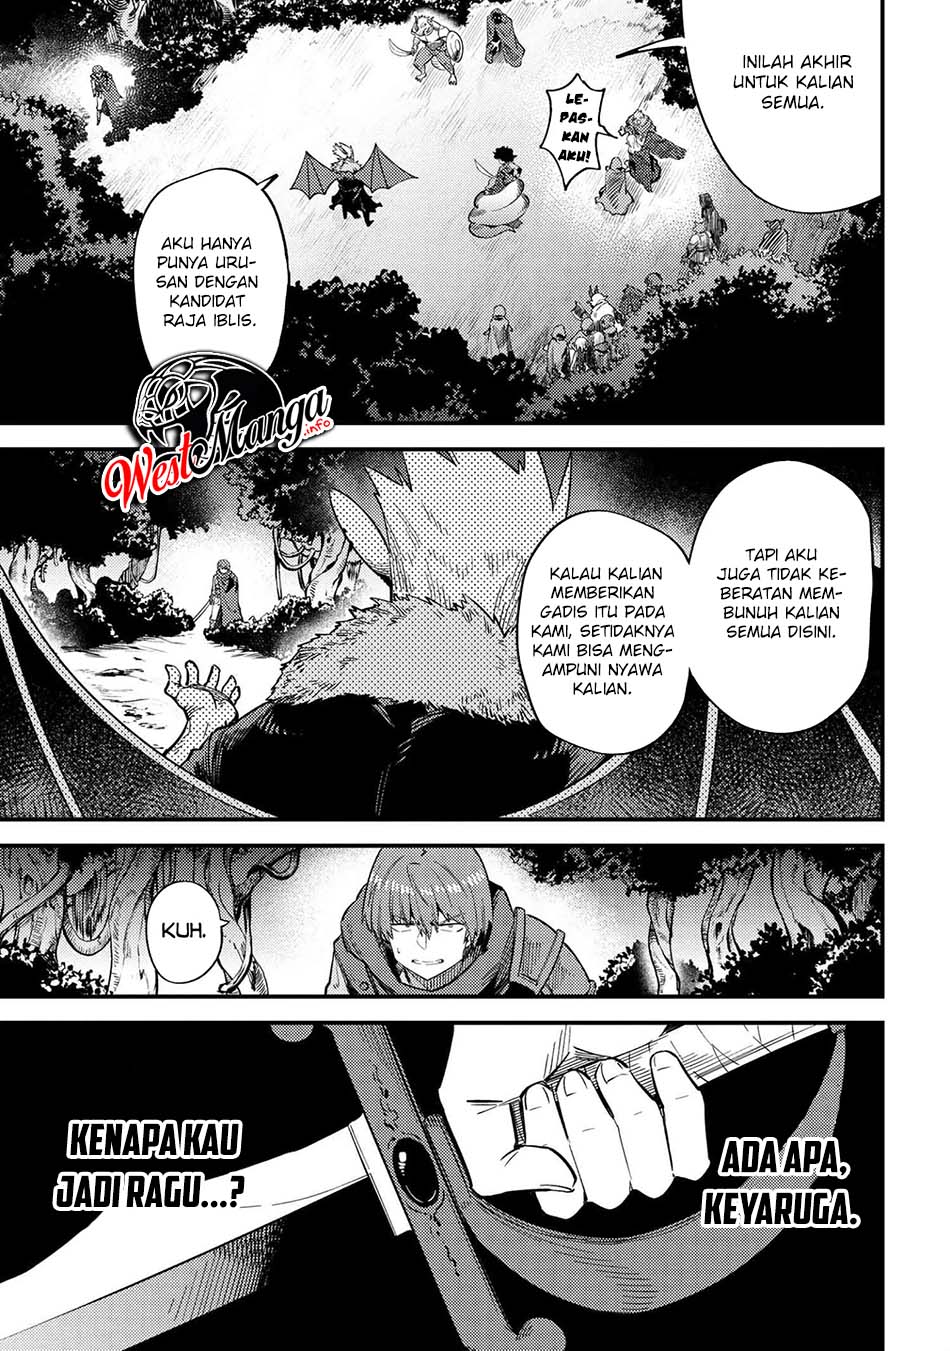 INILAH AKHIR
UNTUK KALIAN
SEMUA.
LE-
PAS-
KAN
AKU!
AKU HANYA
PUNYA URU-
SAN DENGAN
KANDIDAT
RAJA IBLIS.
WestManga
.info
TAPI AKU
JUGA TIDAK KE-
BERATAN MEM-
BUNUH KALIAN
SEMUA DISINI.
KALAU KALIAN
MEMBERIKAN
GADIS ITU PADA
KAMI, SETIDAKNYA
KAMI BISA MENG-
AMPUNI NYAWA
KALIAN.
KUH.
ADA APA,
KEYARUGA.
KENAPA KAU
JADI RAGU...?